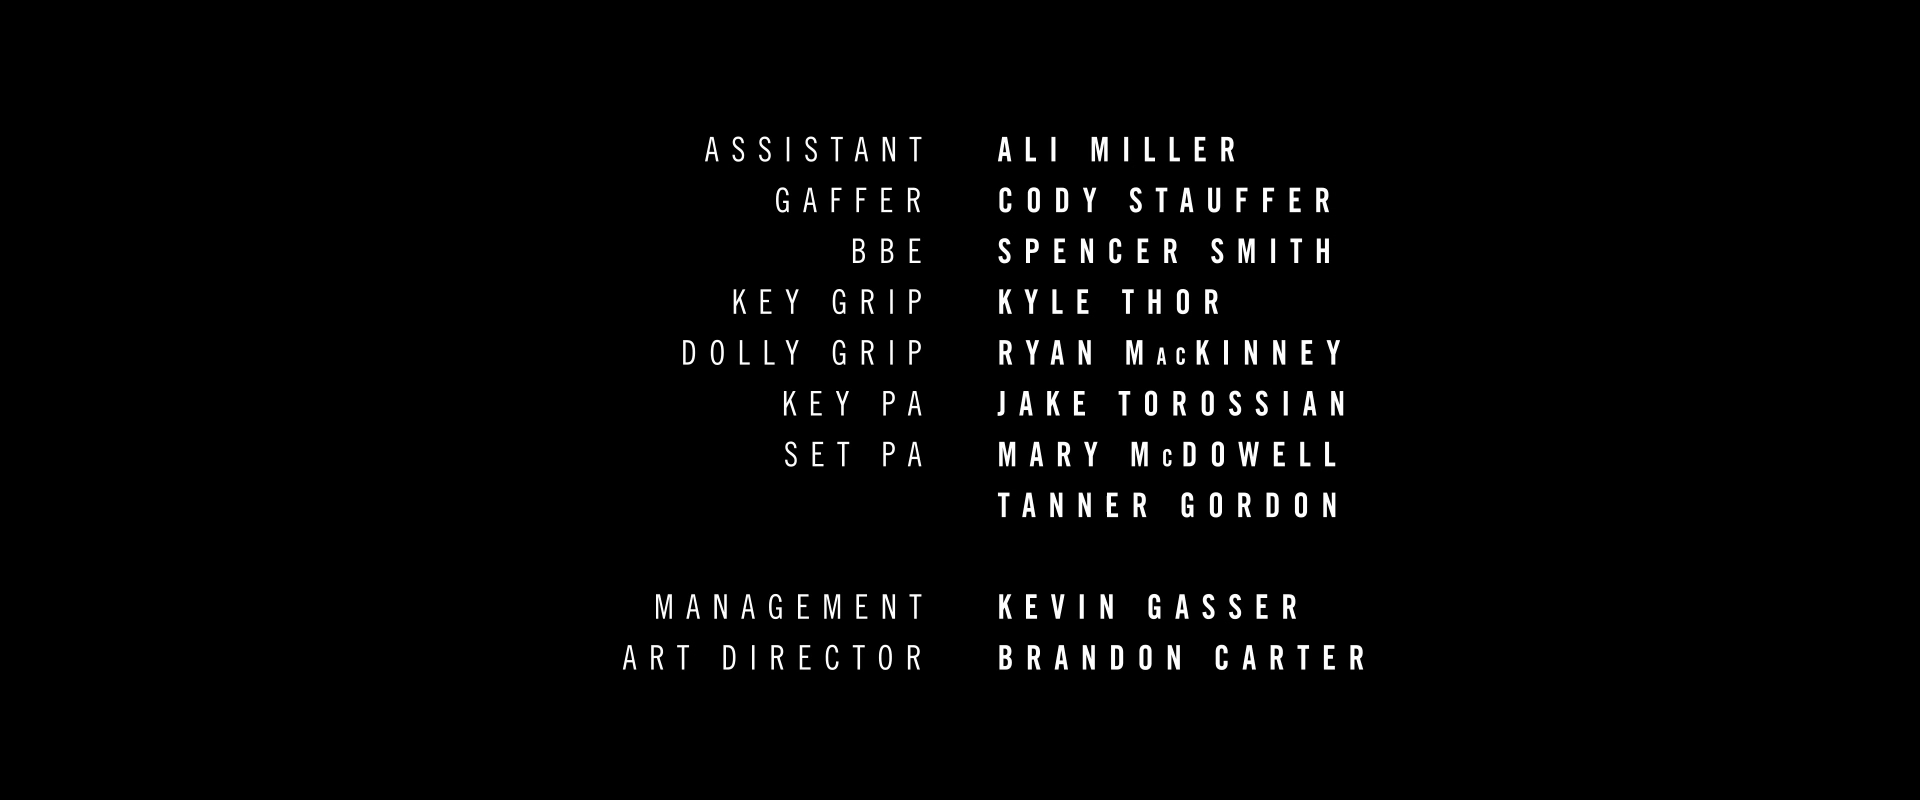 ASSISTANT ALI MILLER
GAFFER CODY STAUFFER
BBE SPENCER SMITH
KEY GRIP KYLE THOR
DOLLY GRIP RYAN MacKINNEY
KEY PA JAKE TOROSSIAN
SET PA MARY McDOWELL
TANNER GORDON
MANAGEMENT KEVIN GASSER
ART DIRECTOR BRANDON CARTER